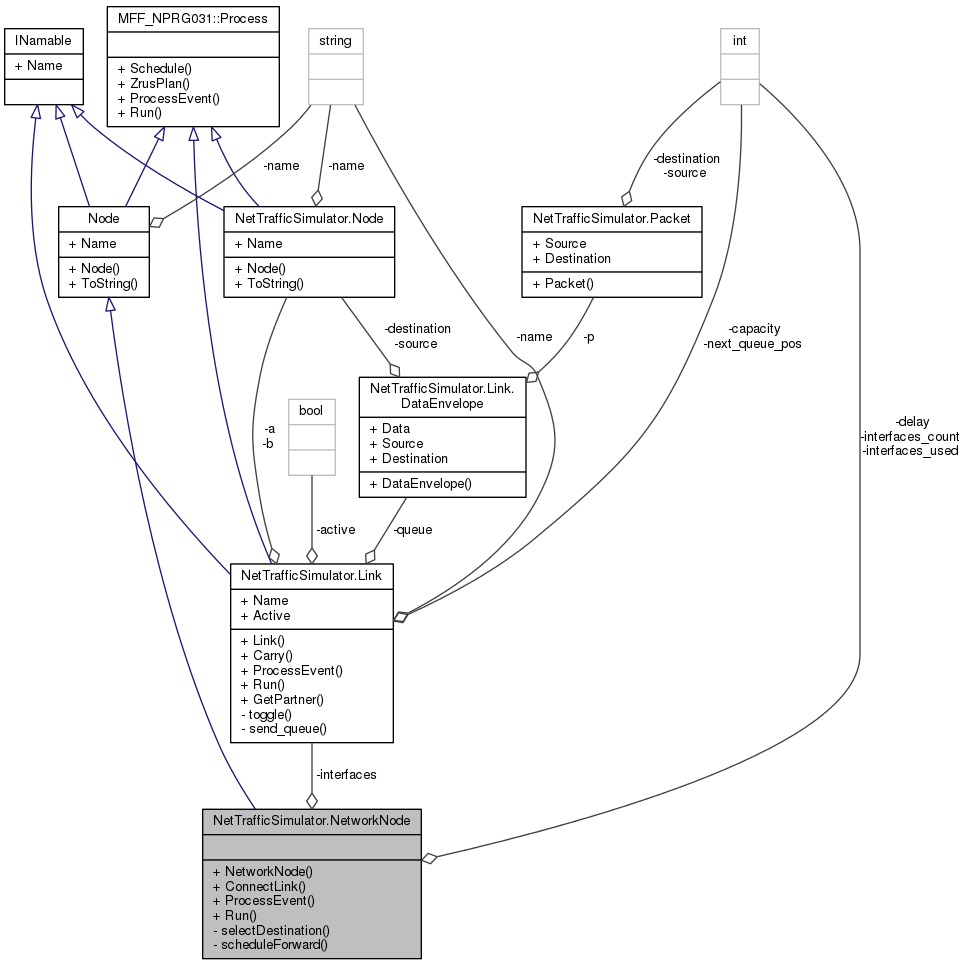 MFF_NPRG031::Process
+ Schedule()
+ ZrusPlan()
+ ProcessEvent()
+ Run()
INamable
+ Name
string
int
-name
-name
-destination
-source
Node
+ Name
+ Node()
+ ToString()
NetTrafficSimulator.Node
+ Name
+ Node()
+ ToString()
NetTrafficSimulator.Packet
+ Source
+ Destination
+ Packet()
-destination
-source
-name
-p
-capacity
-next_queue_pos
NetTrafficSimulator.Link.
DataEnvelope
+ Data
+ Source
+ Destination
+ DataEnvelope()
bool
-a
-b
-delay
-interfaces_count
-interfaces_used
-active
-queue
NetTrafficSimulator.Link
+ Name
+ Active
+ Link()
+ Carry()
+ ProcessEvent()
+ Run()
+ GetPartner()
- toggle()
- send_queue()
-interfaces
NetTrafficSimulator.NetworkNode
+ NetworkNode()
+ ConnectLink()
+ ProcessEvent()
+ Run()
- selectDestination()
- scheduleForward()